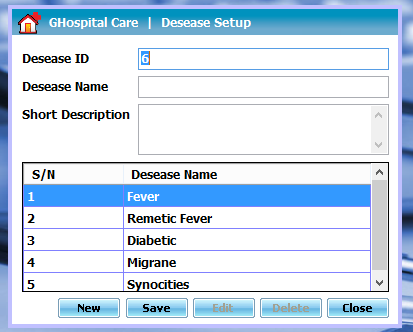 GHospital Care | Desease Setup
Desease ID 6
Desease Name
Short Description
S/N Desease Name
1 Fever
2 Remetic Fever
3 Diabetic
4 Migrane
5 Synocities
New Save Edit Delete Close